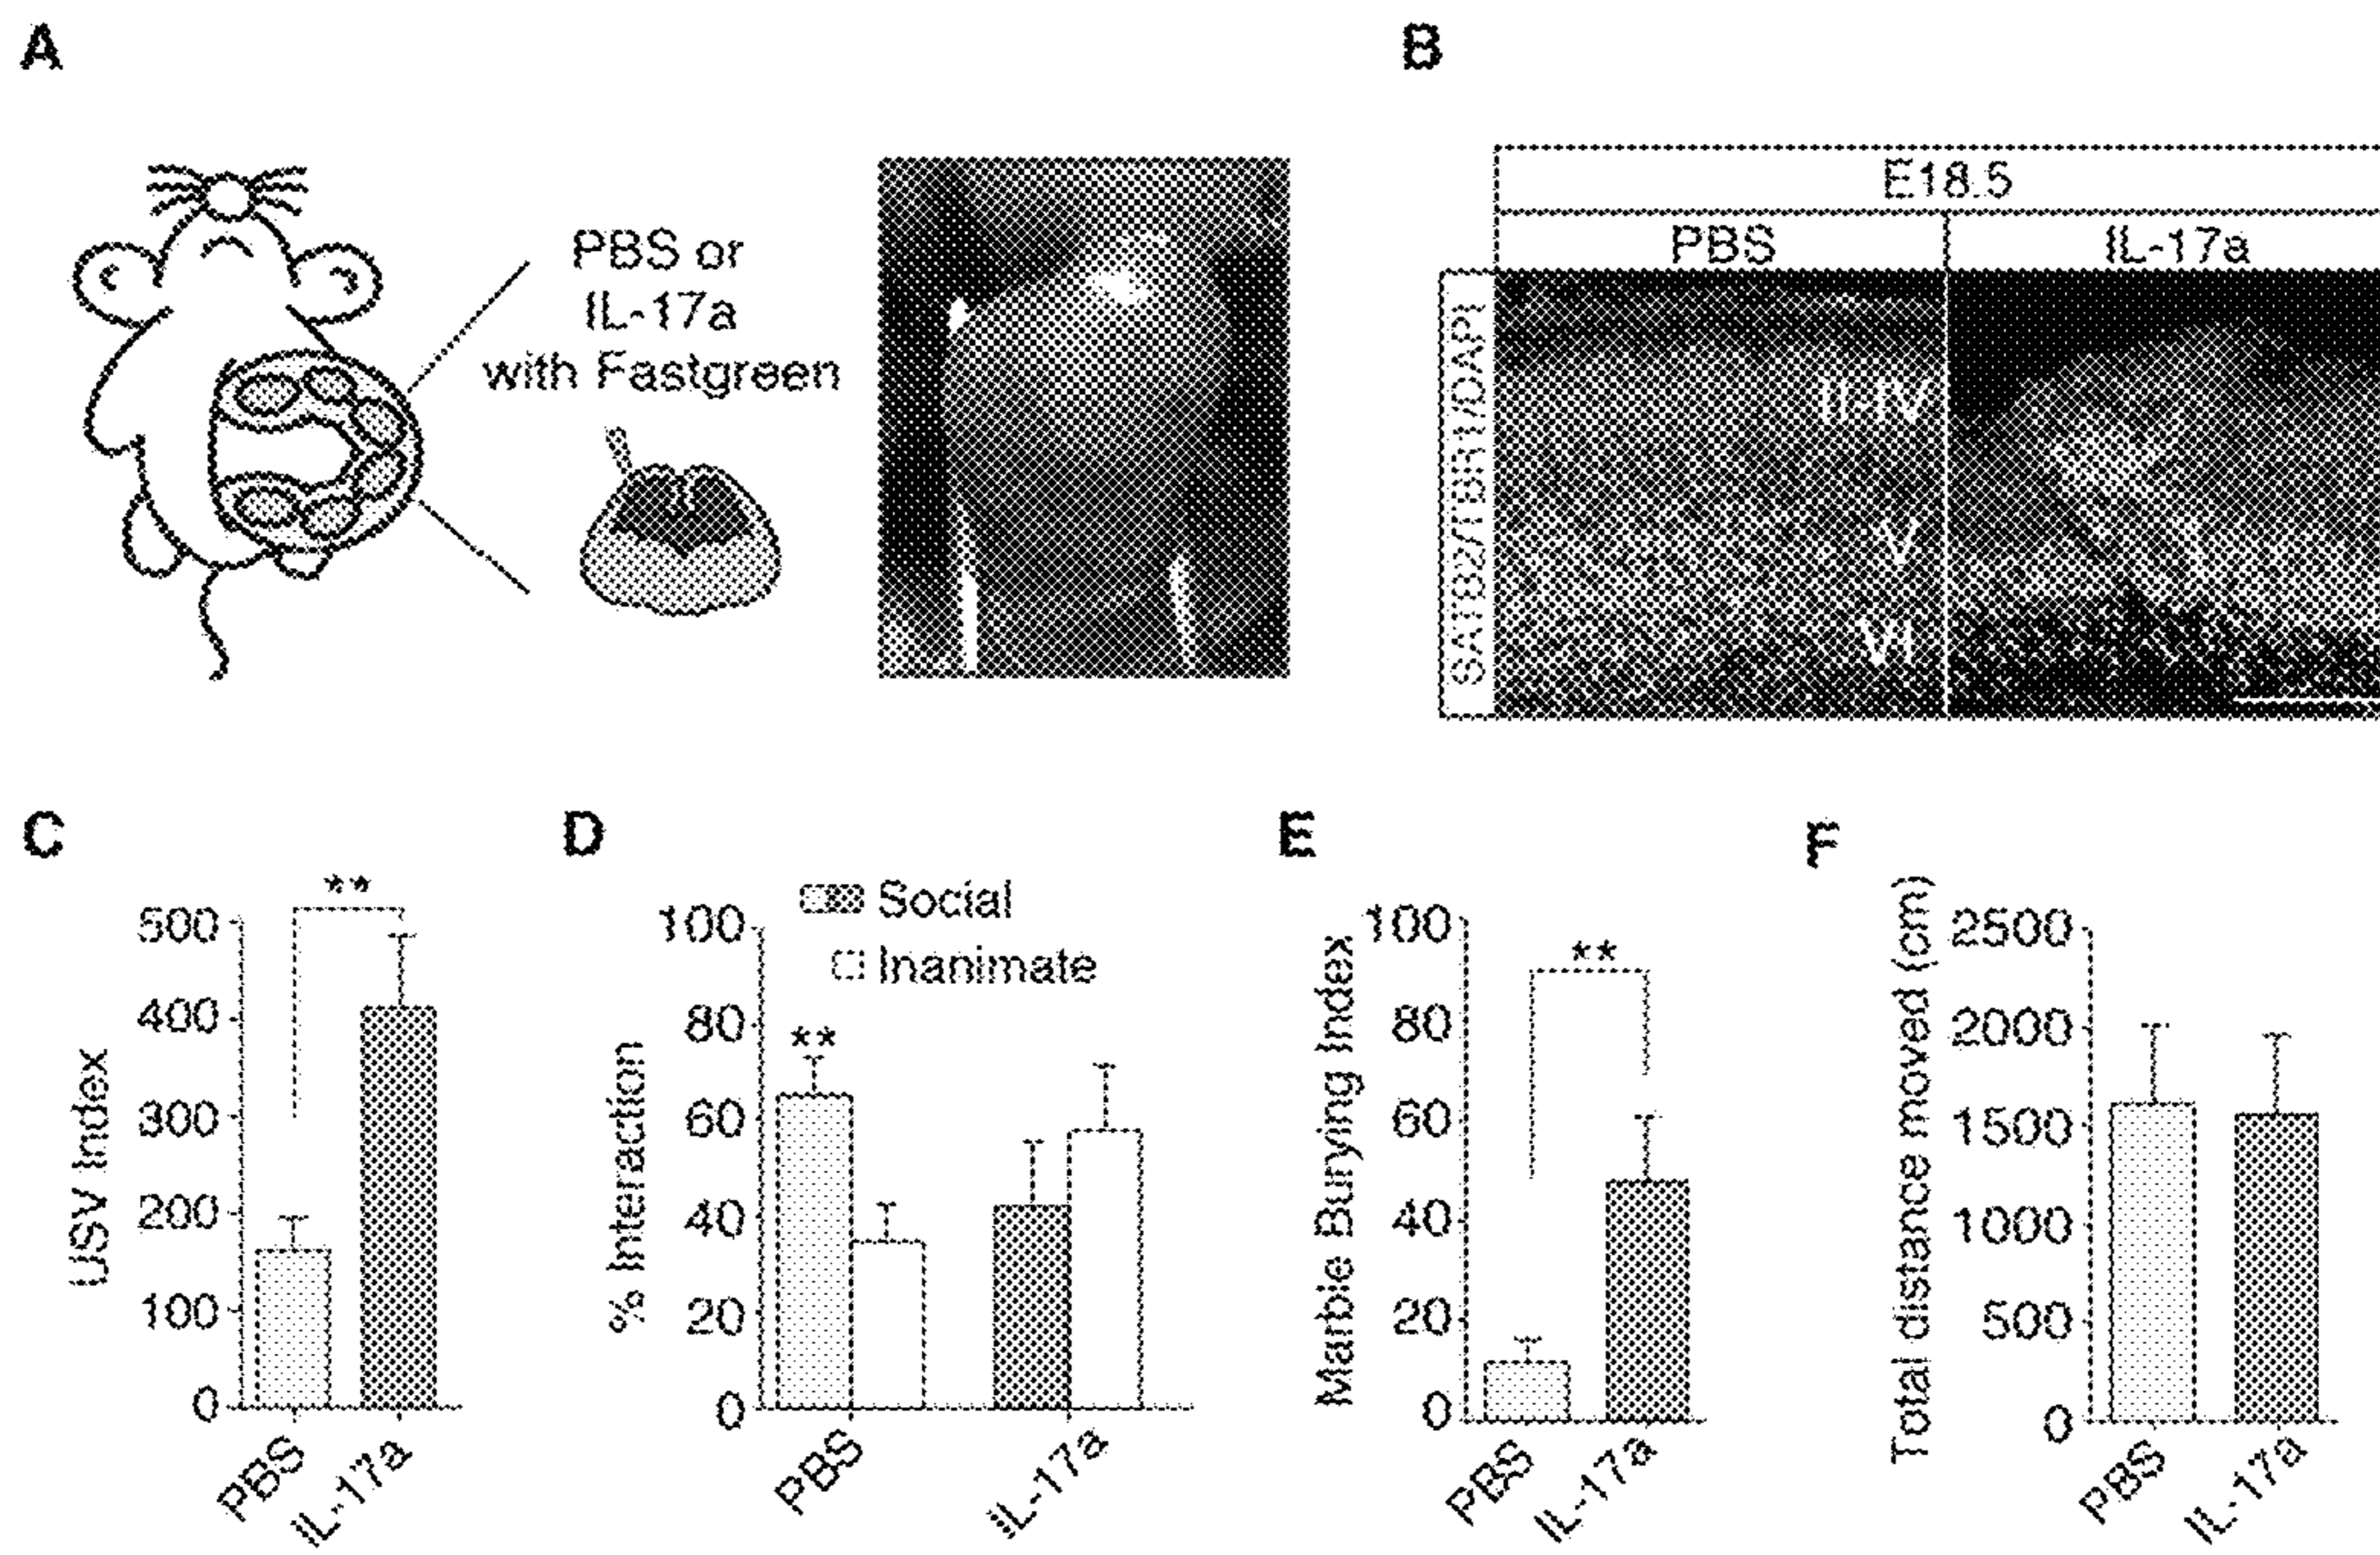 A
PBS or
IL-17a
with Fastgreen
B
E18.5
PBS
IL-17a
SATB2/TBR1/DAPI
II-IV
V
VI
C
**
USV Index
500
400
300
200
100
0
PBS
IL-17a
D
Social
Inanimate
**
% Interaction
100
80
60
40
20
0
PBS
IL-17a
E
**
Marble Burying Index
100
80
60
40
20
0
PBS
IL-17a
F
Total distance moved (cm)
2500
2000
1500
1000
500
0
PBS
IL-17a